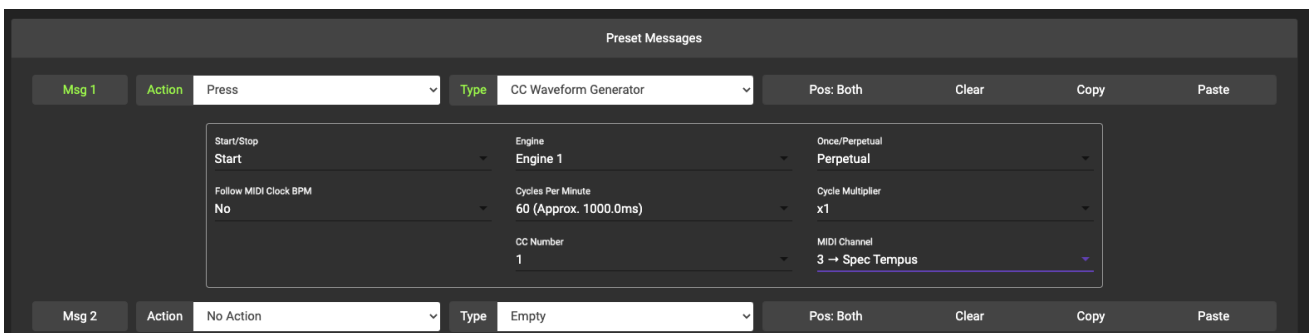 Preset Messages
Msg 1 Action Press Type CC Waveform Generator Pos: Both Clear Copy Paste
Start/Stop Engine Once/Perpetual
Start Engine 1 Perpetual
Follow MIDI Clock BPM Cycles Per Minute Cycle Multiplier
No 60 (Approx. 1000.0ms) x1
CC Number MIDI Channel
1 3 → Spec Tempus
Msg 2 Action No Action Type Empty Pos: Both Clear Copy Paste